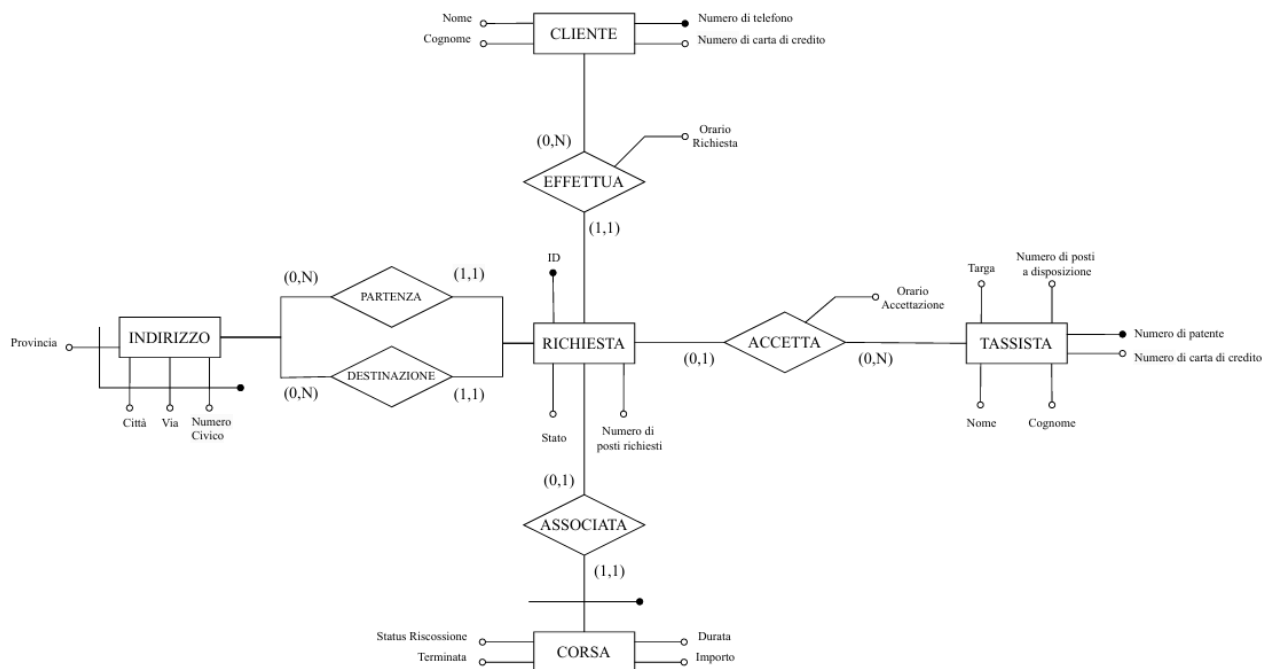 Nome
Cognome
CLIENTE
Numero di telefono
Numero di carta di credito
(0,N)
Orario
Richiesta
EFFETTUA
(1,1)
ID
(0,N)
PARTENZA
(1,1)
Provincia
INDIRIZZO
(0,N)
DESTINAZIONE
(1,1)
Città
Via
Numero
Civico
RICHIESTA
Stato
Numero di
posti richiesti
(0,1)
ACCETTA
(0,N)
Orario
Accettazione
Targa
Numero di posti
a disposizione
TASSISTA
Numero di patente
Numero di carta di credito
Nome
Cognome
(0,1)
ASSOCIATA
(1,1)
Status Riscossione
Terminata
CORSA
Durata
Importo